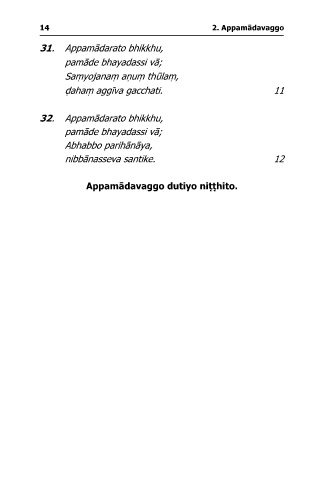 14 2. Appamādavaggo
31. Appamādarato bhikkhu,
pamāde bhayadassi vā;
Saṃyojanaṃ aṇuṃ thūlaṃ,
ḍahaṃ aggīva gacchati. 11
32. Appamādarato bhikkhu,
pamāde bhayadassi vā;
Abhabbo parihānāya,
nibbānasseva santike. 12
Appamādavaggo dutiyo niṭṭhito.